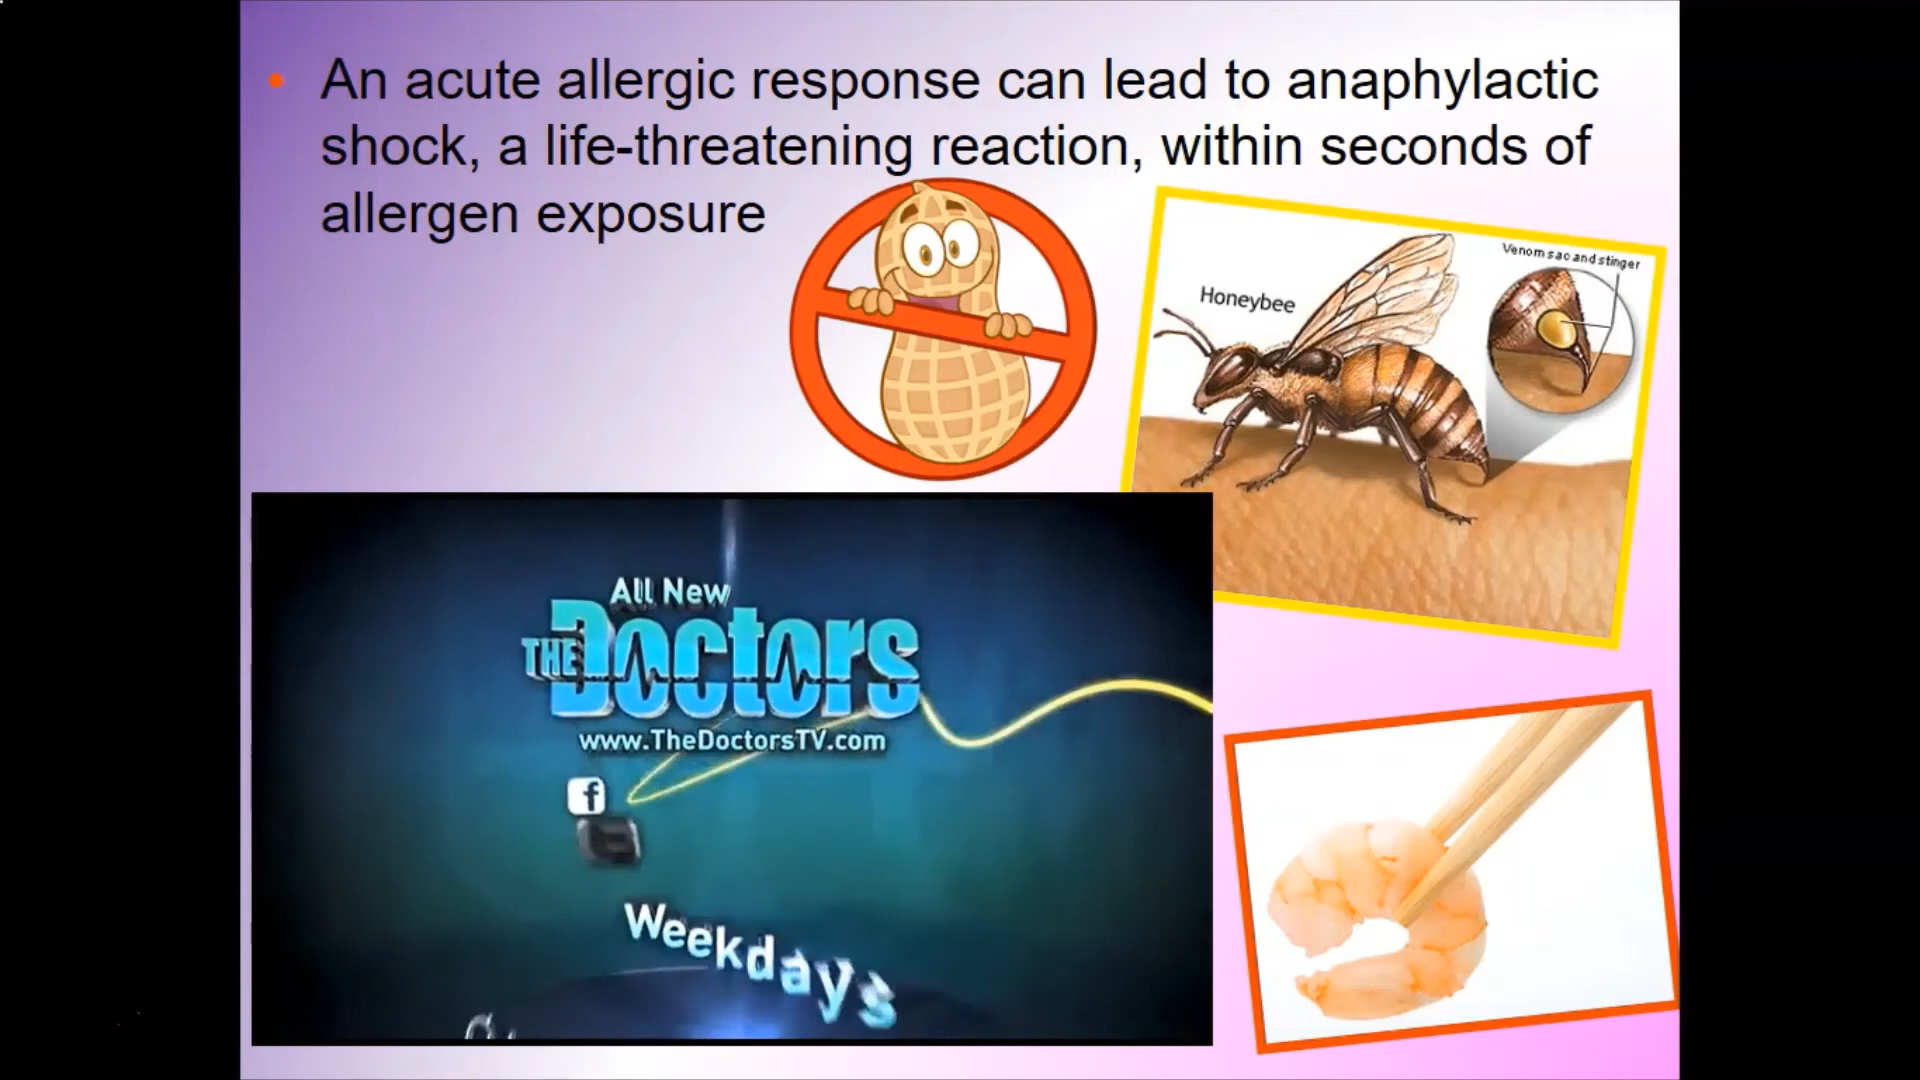 • An acute allergic response can lead to anaphylactic
shock, a life-threatening reaction, within seconds of
allergen exposure
Venom sac and stinger
Honeybee
All New
THE Doctors
www.TheDoctorsTV.com
f
Weekdays